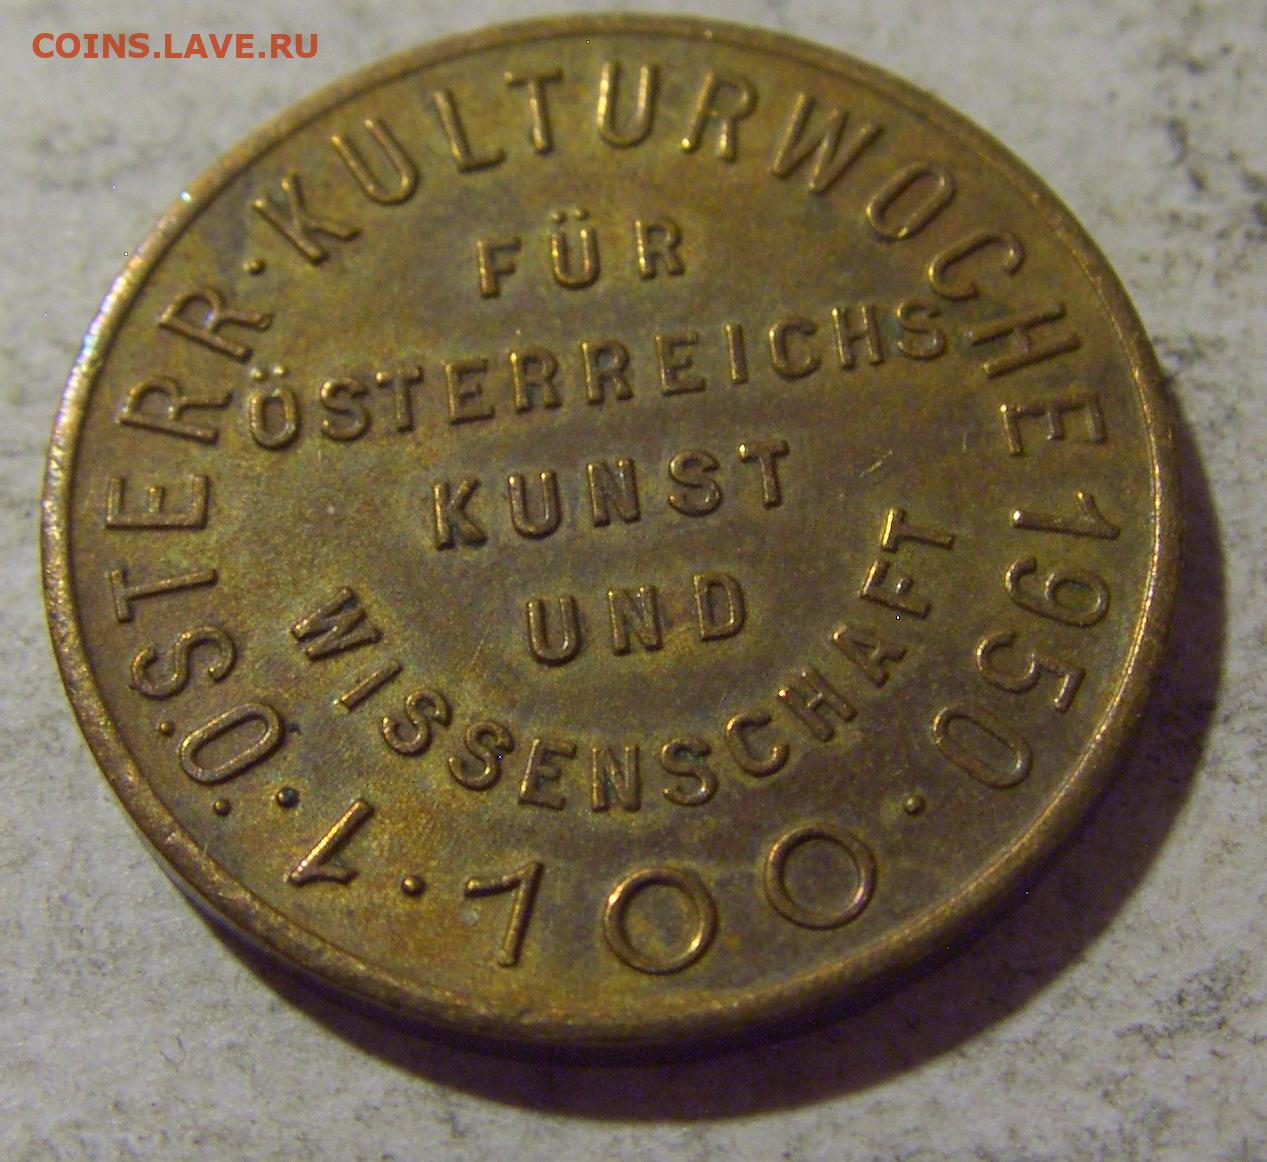 COINS.LAVE.RU
1·ÖSTERR·KULTURWOCHE 1950
FÜR
ÖSTERREICHS
KUNST
UND
WISSENSCHAFT
·100·